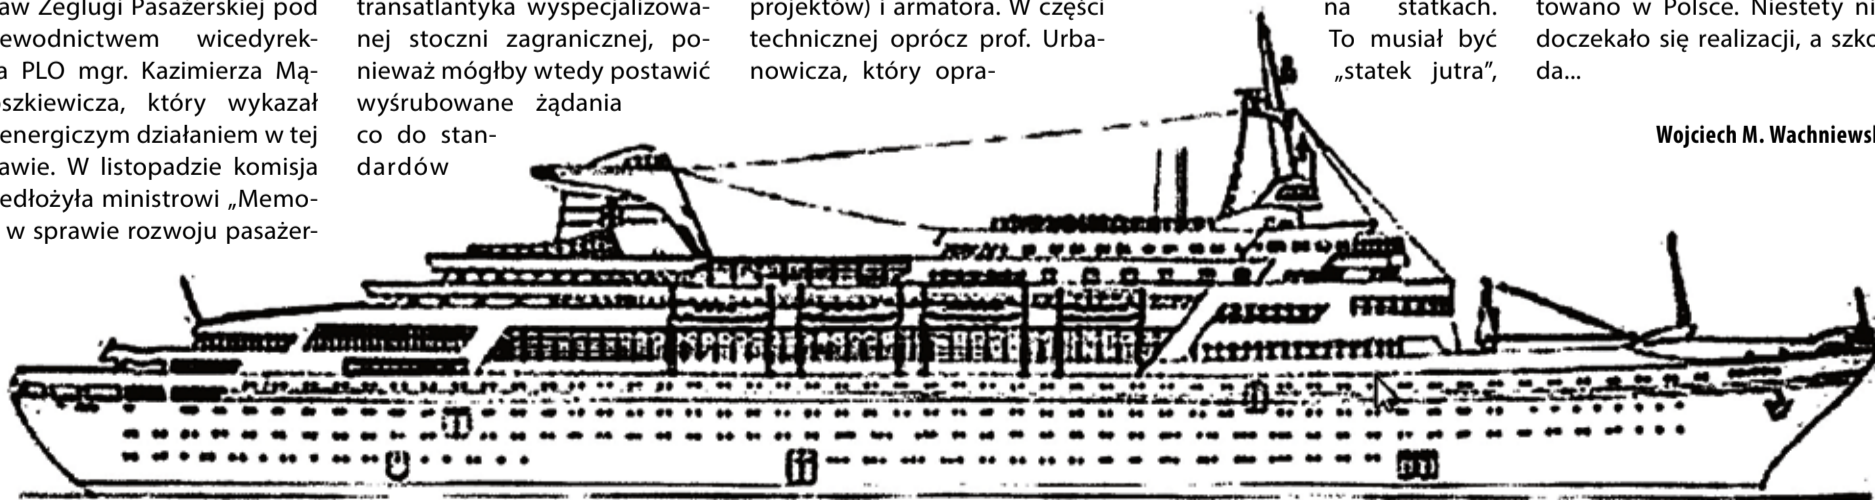 aw Żeglugi Pasażerskiej pod
ewodnictwem wicedyrek-
a PLO mgr. Kazimierza Mą-
szkiewicza, który wykazał
energiczym działaniem w tej
awie. W listopadzie komisja
edłożyła ministrowi „Memo-
w sprawie rozwoju pasażer-
transatlantyka wyspecjalizowa-
nej stoczni zagranicznej, po-
nieważ mógłby wtedy postawić
wyśrubowane żądania
co do stan-
dardów
projektów) i armatora. W części
technicznej oprócz prof. Urba-
nowicza, który opra-
na statkach.
To musiał być
„statek jutra”,
towano w Polsce. Niestety ni
doczekało się realizacji, a szko
da...
Wojciech M. Wachniewsk